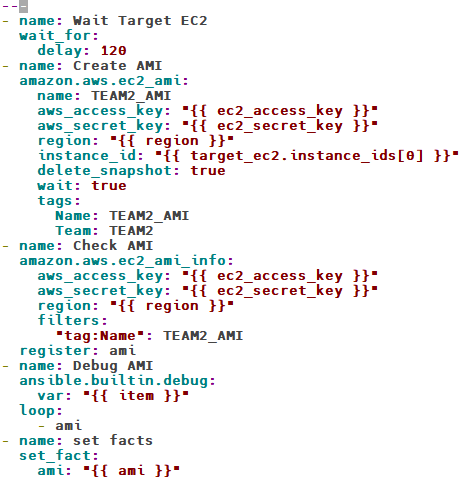 ---
- name: Wait Target EC2
  wait_for:
    delay: 120
- name: Create AMI
  amazon.aws.ec2_ami:
    name: TEAM2_AMI
    aws_access_key: "{{ ec2_access_key }}"
    aws_secret_key: "{{ ec2_secret_key }}"
    region: "{{ region }}"
    instance_id: "{{ target_ec2.instance_ids[0] }}"
    delete_snapshot: true
    wait: true
    tags:
      Name: TEAM2_AMI
      Team: TEAM2
- name: Check AMI
  amazon.aws.ec2_ami_info:
    aws_access_key: "{{ ec2_access_key }}"
    aws_secret_key: "{{ ec2_secret_key }}"
    region: "{{ region }}"
    filters:
      "tag:Name": TEAM2_AMI
  register: ami
- name: Debug AMI
  ansible.builtin.debug:
    var: "{{ item }}"
  loop:
    - ami
- name: set facts
  set_fact:
    ami: "{{ ami }}"